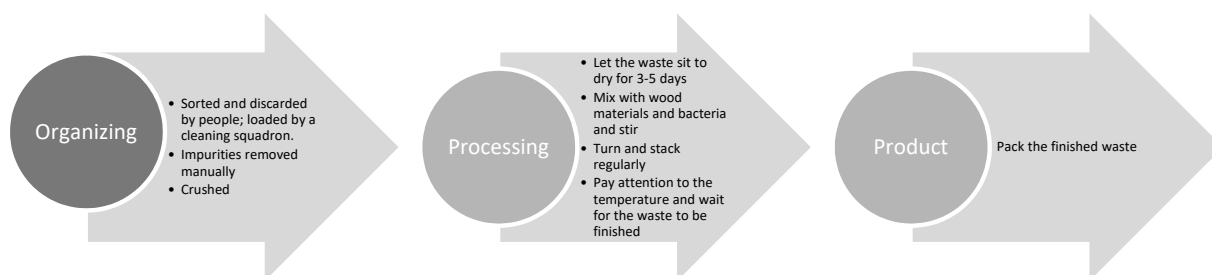 Organizing
• Sorted and discarded
by people; loaded by a
cleaning squadron.
• Impurities removed
manually
• Crushed
Processing
• Let the waste sit to
dry for 3-5 days
• Mix with wood
materials and bacteria
and stir
• Turn and stack
regularly
• Pay attention to the
temperature and wait
for the waste to be
finished
Product
Pack the finished waste